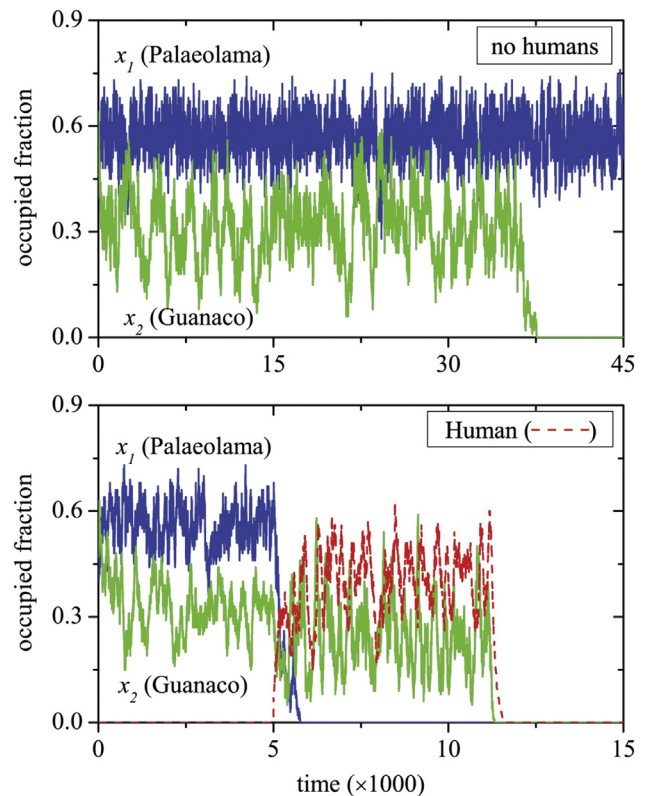 0.9
x1 (Palaeolama)
no humans
0.6
occupied fraction
0.3
x2 (Guanaco)
0.0
0 15 30 45
0.9
Human (-----)
x1 (Palaeolama)
0.6
occupied fraction
0.3
x2 (Guanaco)
0.0
0 5 10 15
time (×1000)